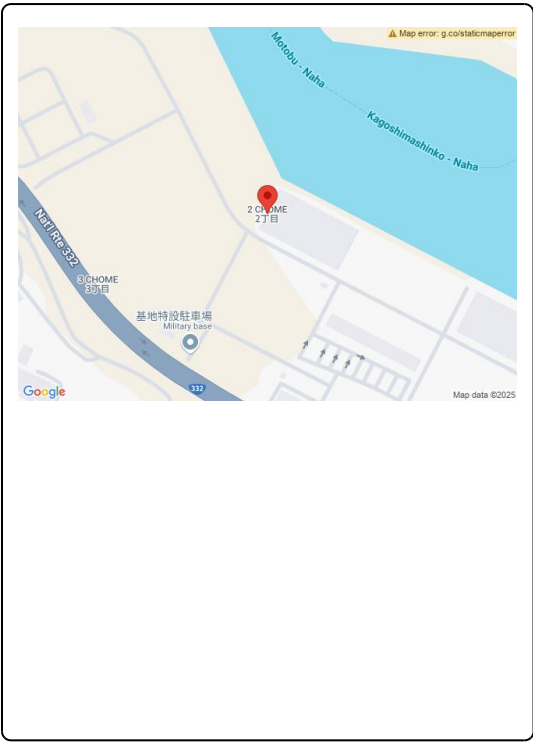 Map error: g.co/staticmaperror
Motobu - Naha
Kagoshimashinko - Naha
2 CHOME
2丁目
Nat'l Rte 332
3 CHOME
3丁目
基地特設駐車場
Military base
332
Google
Map data ©2025